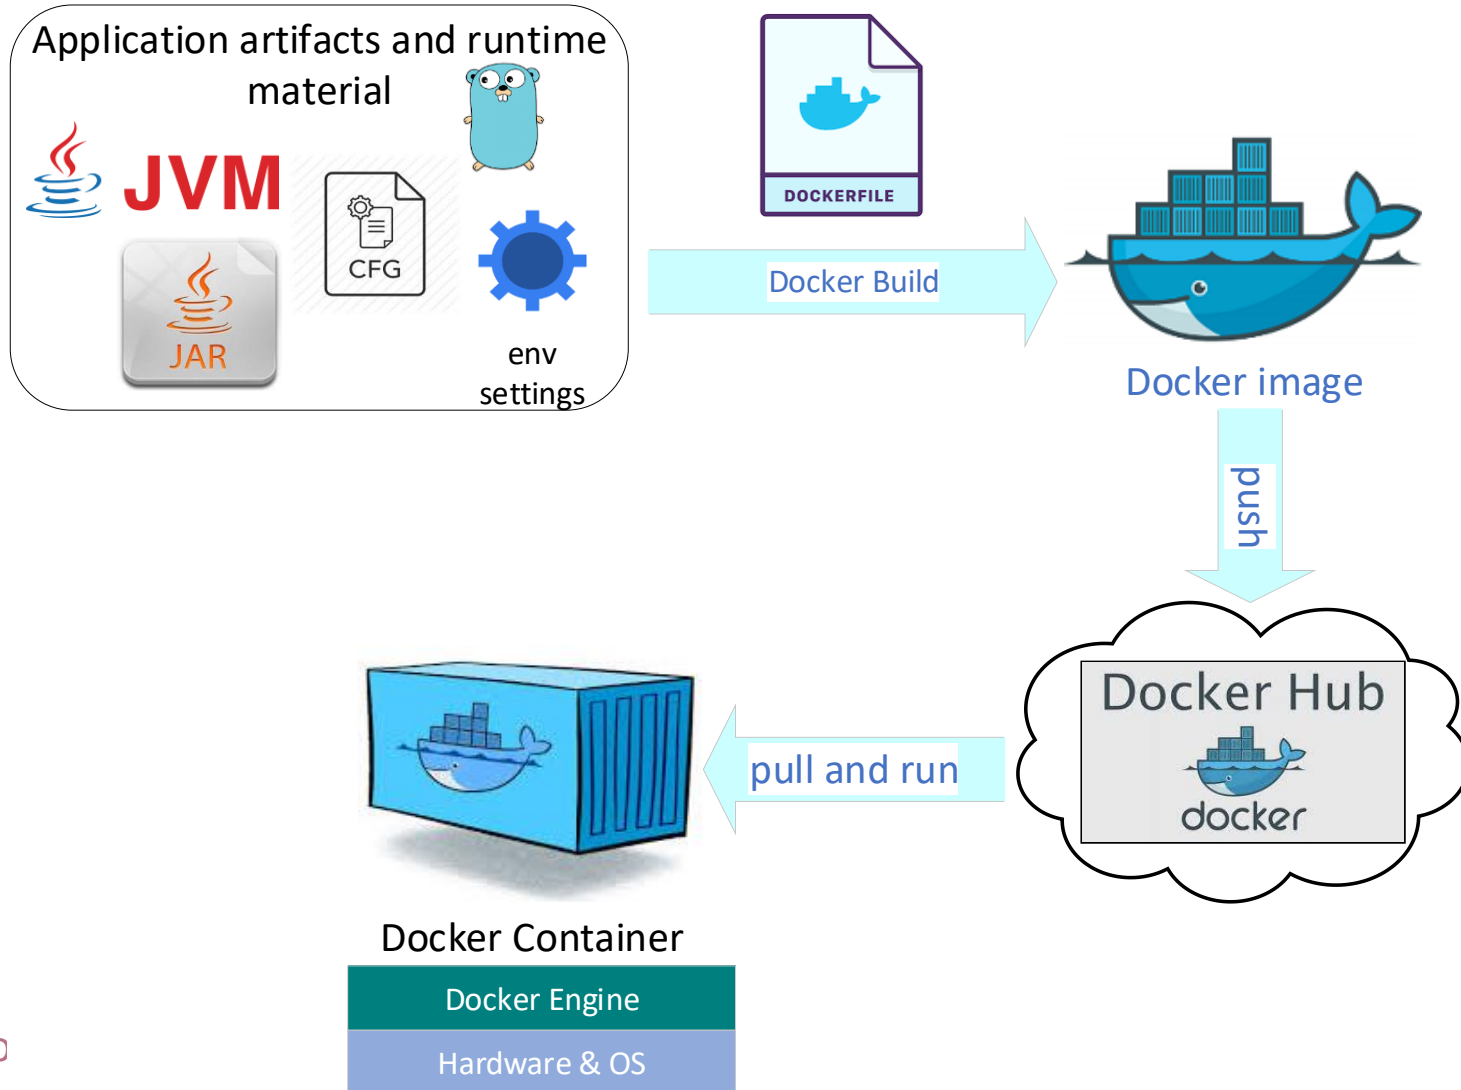 Application artifacts and runtime
material
JVM
CFG
JAR
env
settings
DOCKERFILE
Docker Build
Docker image
push
Docker Hub
docker
pull and run
Docker Container
Docker Engine
Hardware & OS